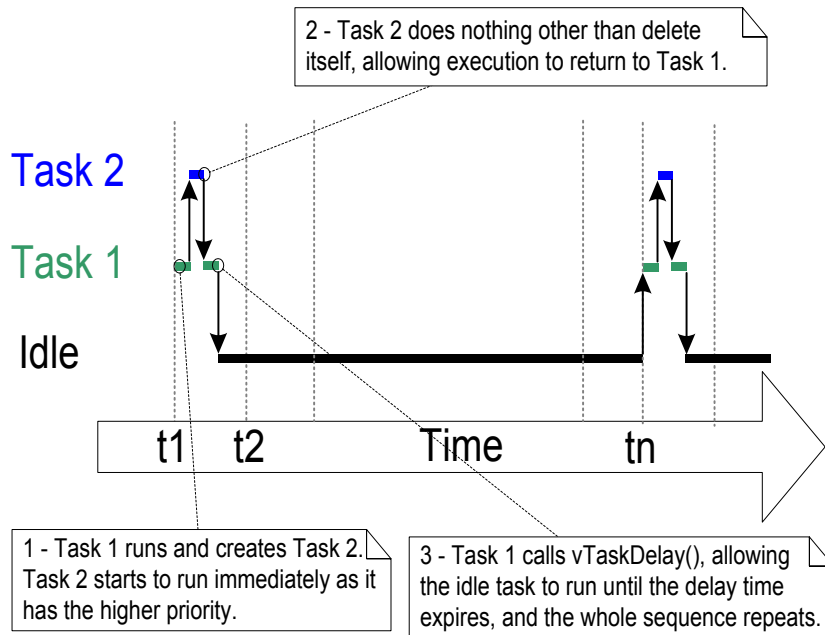 2 - Task 2 does nothing other than delete
itself, allowing execution to return to Task 1.
Task 2
Task 1
Idle
t1
t2
Time
tn
1 - Task 1 runs and creates Task 2.
Task 2 starts to run immediately as it
has the higher priority.
3 - Task 1 calls vTaskDelay(), allowing
the idle task to run until the delay time
expires, and the whole sequence repeats.